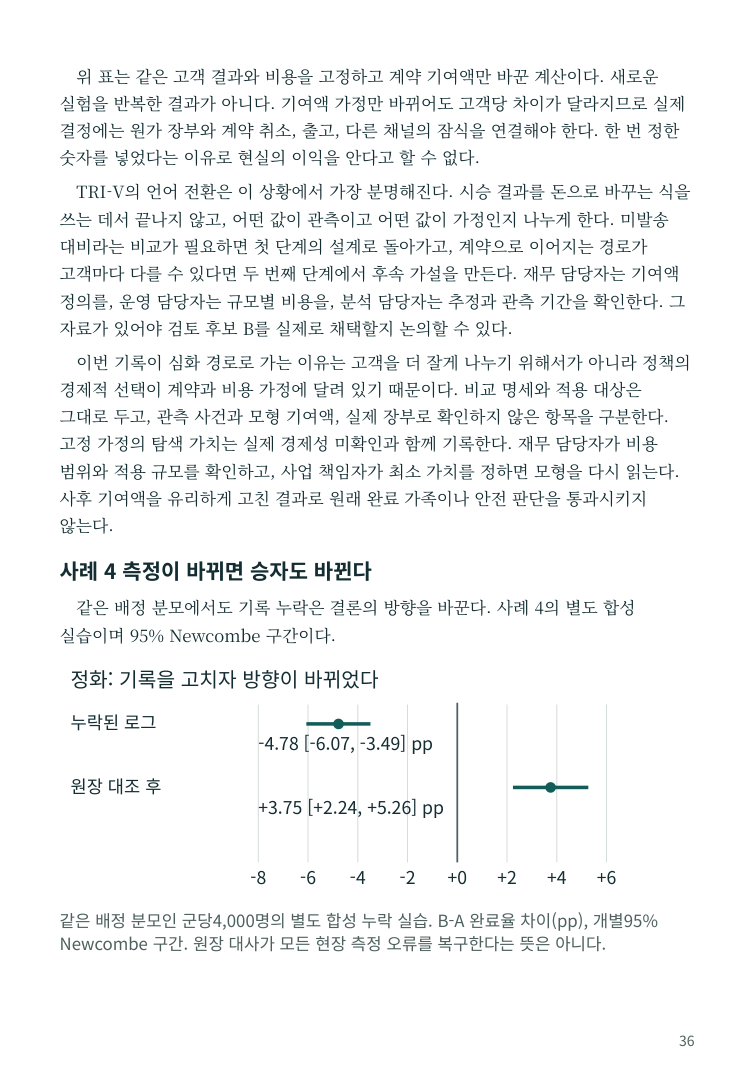 위 표는 같은 고객 결과와 비용을 고정하고 계약 기여액만 바꾼 계산이다. 새로운
실험을 반복한 결과가 아니다. 기여액 가정만 바뀌어도 고객당 차이가 달라지므로 실제
결정에는 원가 장부와 계약 취소, 출고, 다른 채널의 잠식을 연결해야 한다. 한 번 정한
숫자를 넣었다는 이유로 현실의 이익을 안다고 할 수 없다.
TRI-V의 언어 전환은 이 상황에서 가장 분명해진다. 시승 결과를 돈으로 바꾸는 식을
쓰는 데서 끝나지 않고, 어떤 값이 관측이고 어떤 값이 가정인지 나누게 한다. 미발송
대비라는 비교가 필요하면 첫 단계의 설계로 돌아가고, 계약으로 이어지는 경로가
고객마다 다를 수 있다면 두 번째 단계에서 후속 가설을 만든다. 재무 담당자는 기여액
정의를, 운영 담당자는 규모별 비용을, 분석 담당자는 추정과 관측 기간을 확인한다. 그
자료가 있어야 검토 후보 B를 실제로 채택할지 논의할 수 있다.
이번 기록이 심화 경로로 가는 이유는 고객을 더 잘게 나누기 위해서가 아니라 정책의
경제적 선택이 계약과 비용 가정에 달려 있기 때문이다. 비교 명세와 적용 대상은
그대로 두고, 관측 사건과 모형 기여액, 실제 장부로 확인하지 않은 항목을 구분한다.
고정 가정의 탐색 가치는 실제 경제성 미확인과 함께 기록한다. 재무 담당자가 비용
범위와 적용 규모를 확인하고, 사업 책임자가 최소 가치를 정하면 모형을 다시 읽는다.
사후 기여액을 유리하게 고친 결과로 원래 완료 가족이나 안전 판단을 통과시키지
않는다.
사례 4 측정이 바뀌면 승자도 바뀐다
같은 배정 분모에서도 기록 누락은 결론의 방향을 바꾼다. 사례 4의 별도 합성
실습이며 95% Newcombe 구간이다.
정화: 기록을 고치자 방향이 바뀌었다
누락된 로그
-4.78 [-6.07, -3.49] pp
원장 대조 후
+3.75 [+2.24, +5.26] pp
-8 -6 -4 -2 +0 +2 +4 +6
같은 배정 분모인 군당4,000명의 별도 합성 누락 실습. B-A 완료율 차이(pp), 개별95%
Newcombe 구간. 원장 대사가 모든 현장 측정 오류를 복구한다는 뜻은 아니다.
36